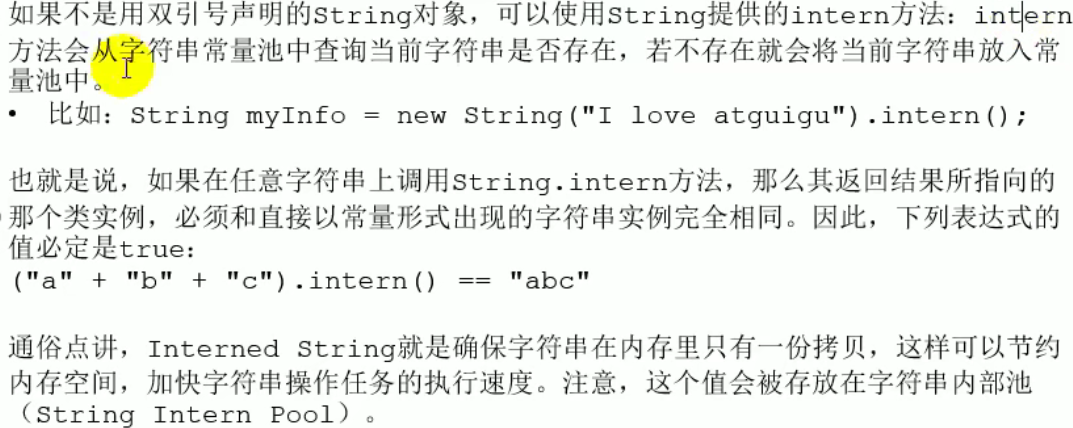 如果不是用双引号声明的String对象，可以使用String提供的intern方法：intern
方法会从字符串常量池中查询当前字符串是否存在，若不存在就会将当前字符串放入常
量池中。
• 比如：String myInfo = new String("I love atguigu").intern();
也就是说，如果在任意字符串上调用String.intern方法，那么其返回结果所指向的
那个类实例，必须和直接以常量形式出现的字符串实例完全相同。因此，下列表达式的
值必定是true：
("a" + "b" + "c").intern() == "abc"
通俗点讲，Interned String就是确保字符串在内存里只有一份拷贝，这样可以节约
内存空间，加快字符串操作任务的执行速度。注意，这个值会被存放在字符串内部池
（String Intern Pool）。